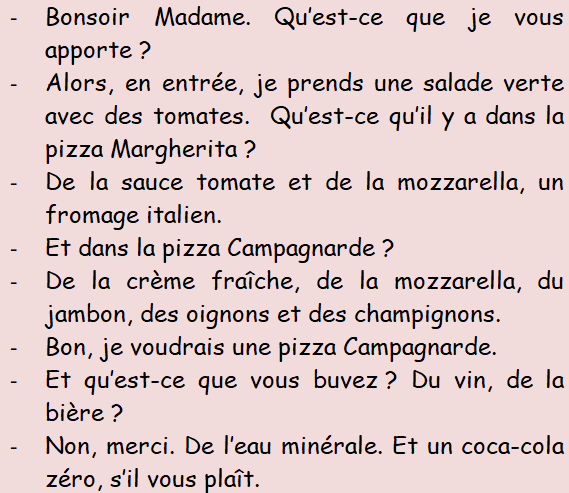 - Bonsoir Madame. Qu'est-ce que je vous
apporte ?
- Alors, en entrée, je prends une salade verte
avec des tomates. Qu'est-ce qu'il y a dans la
pizza Margherita ?
- De la sauce tomate et de la mozzarella, un
fromage italien.
- Et dans la pizza Campagnarde ?
- De la crème fraîche, de la mozzarella, du
jambon, des oignons et des champignons.
- Bon, je voudrais une pizza Campagnarde.
- Et qu'est-ce que vous buvez ? Du vin, de la
bière ?
- Non, merci. De l'eau minérale. Et un coca-cola
zéro, s'il vous plaît.